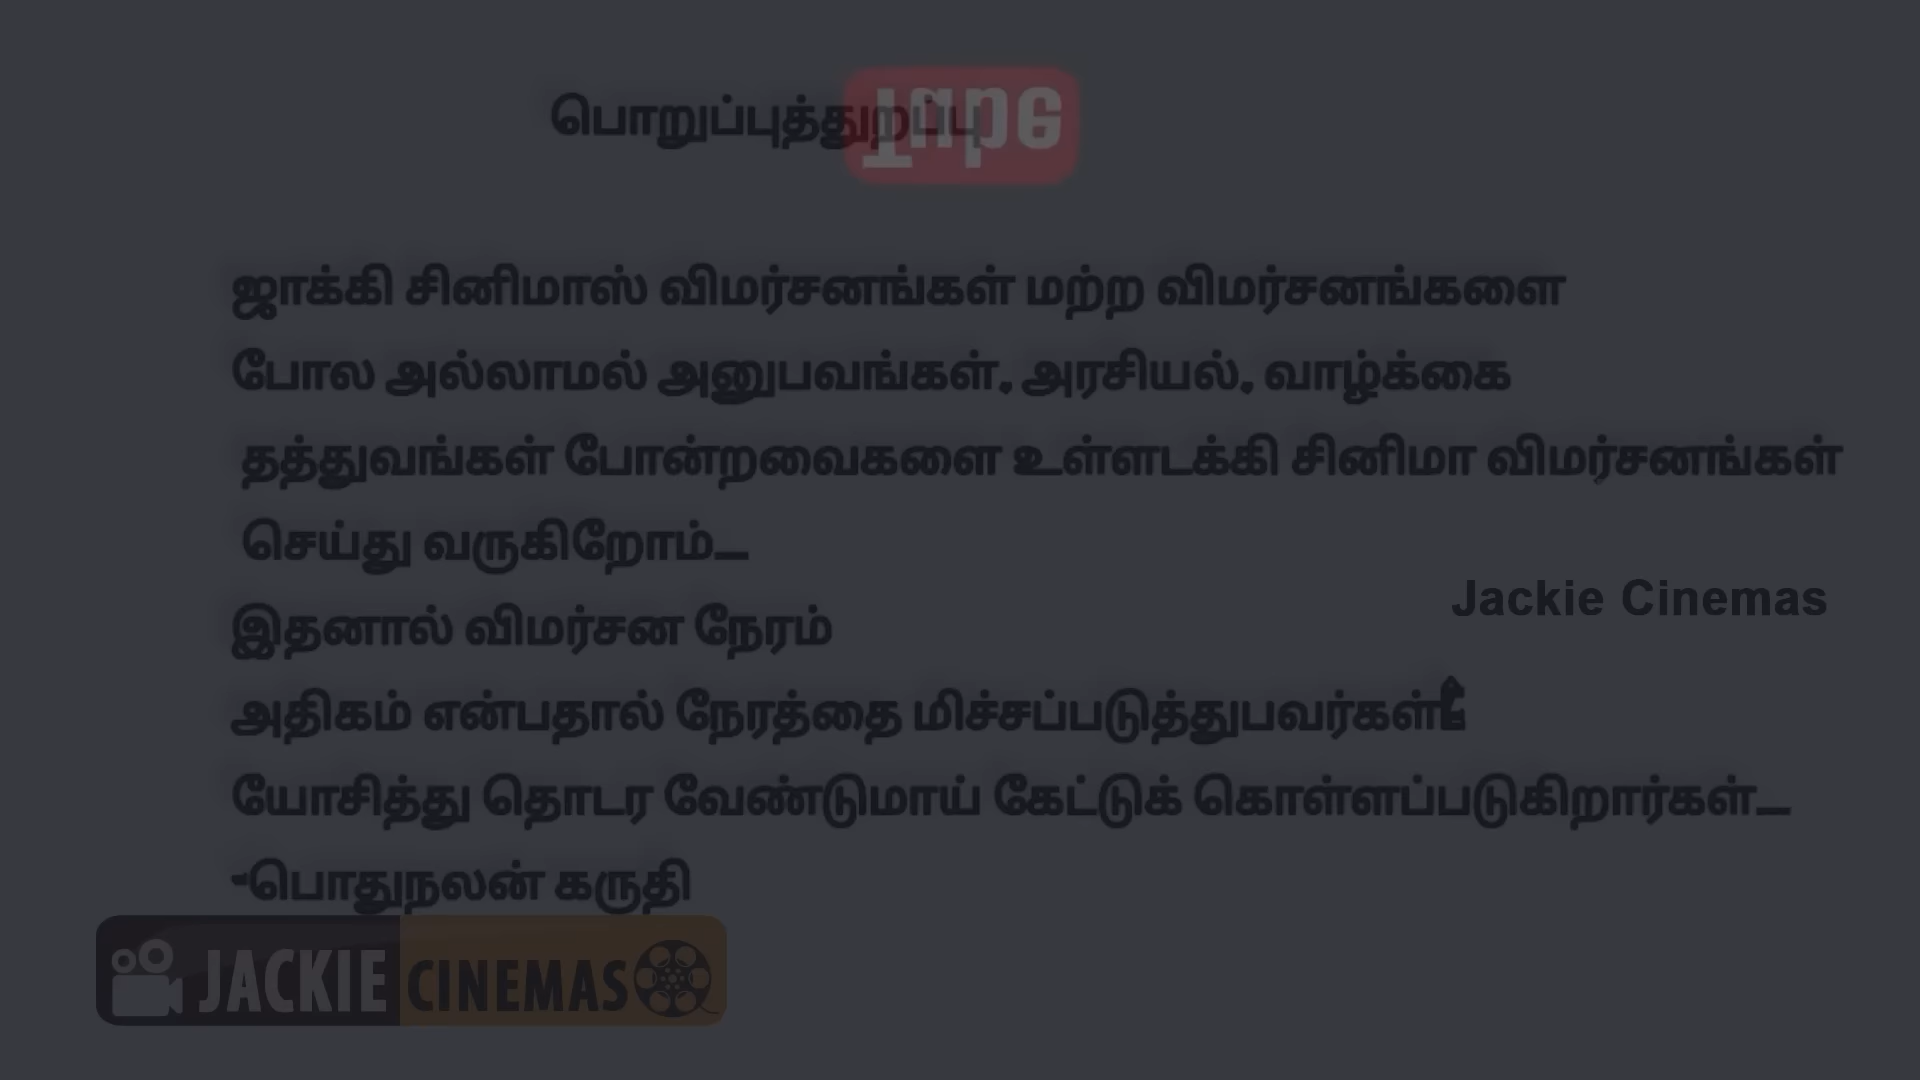 பொறுப்புத்துறப்பு
ஜாக்கி சினிமாஸ் விமர்சனங்கள் மற்ற விமர்சனங்களை
போல அல்லாமல் அனுபவங்கள், அரசியல், வாழ்க்கை
தத்துவங்கள் போன்றவைகளை உள்ளடக்கி சினிமா விமர்சனங்கள்
செய்து வருகிறோம்...
இதனால் விமர்சன நேரம்
Jackie Cinemas
அதிகம் என்பதால் நேரத்தை மிச்சப்படுத்துபவர்கள்
யோசித்து தொடர வேண்டுமாய் கேட்டுக் கொள்ளப்படுகிறார்கள்...
-பொதுநலன் கருதி
JACKIE CINEMAS